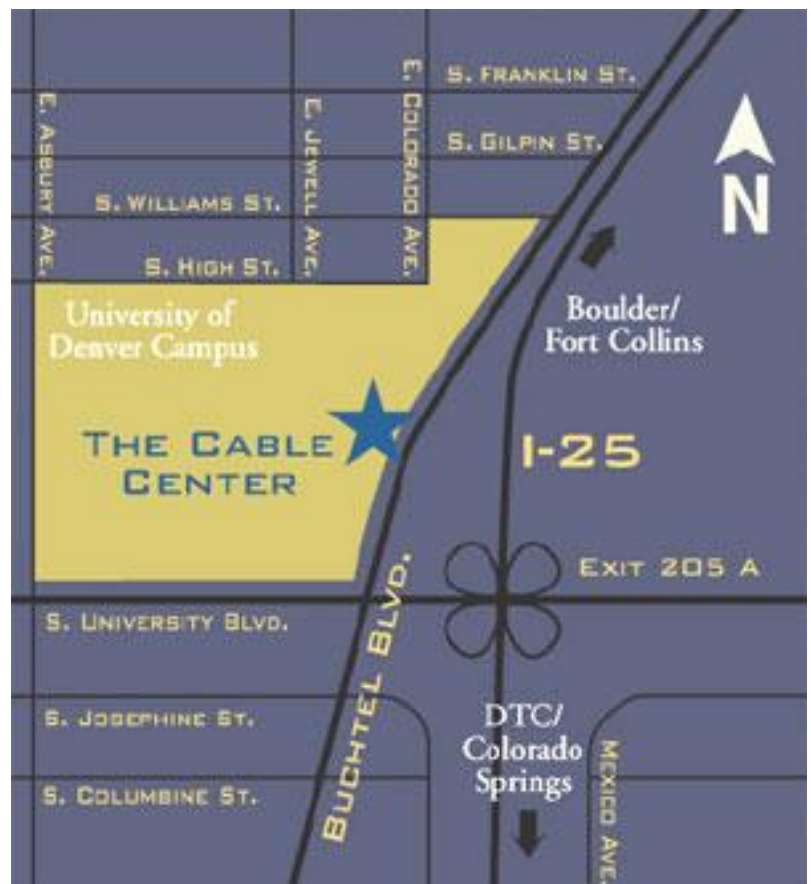 S. FRANKLIN ST.
E. COLORADO AVE.
E. ASBURY AVE.
E. JEWELL AVE.
S. GILPIN ST.
S. WILLIAMS ST.
N
S. HIGH ST.
University of
Denver Campus
Boulder/
Fort Collins
THE CABLE
CENTER
I-25
EXIT 205 A
BUCHTEL BLVD.
S. UNIVERSITY BLVD.
S. JOSEPHINE ST.
DTC/
Colorado
Springs
MEXICO AVE.
S. COLUMBINE ST.